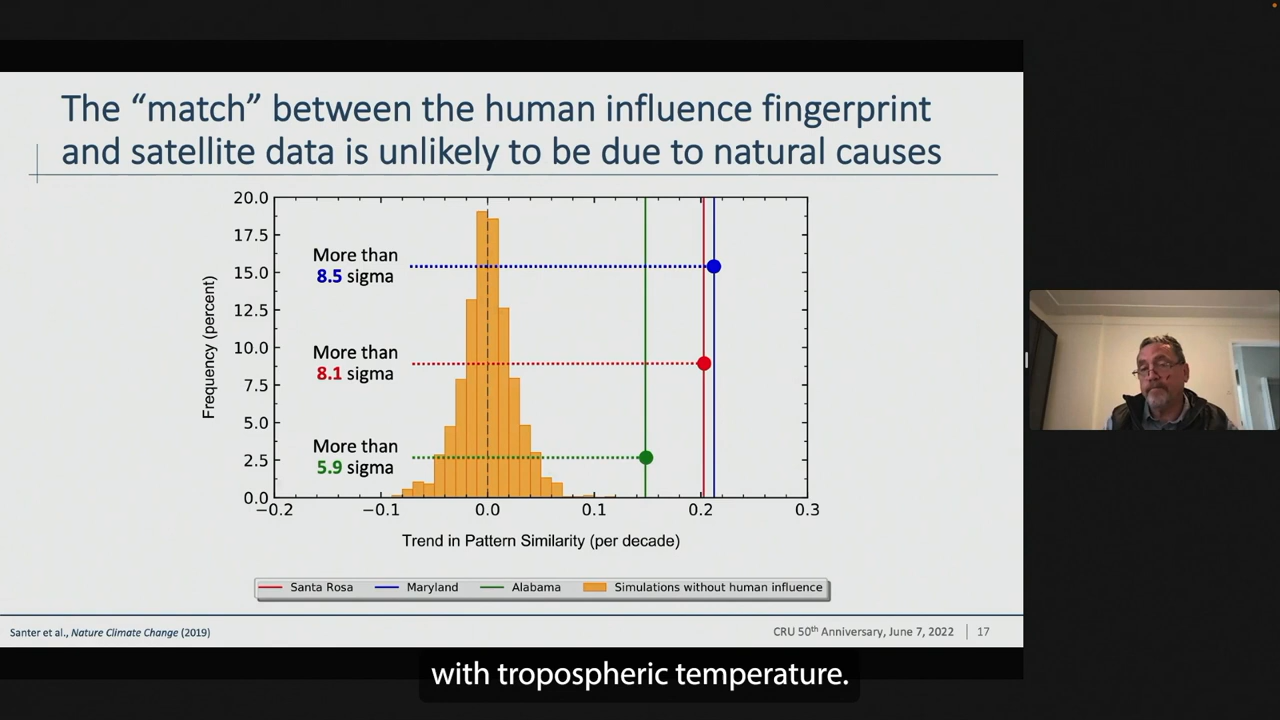 The “match” between the human influence fingerprint
and satellite data is unlikely to be due to natural causes
20.0
17.5
15.0
12.5
10.0
7.5
5.0
2.5
0.0
Frequency (percent)
More than
8.5 sigma
More than
8.1 sigma
More than
5.9 sigma
−0.2 −0.1 0.0 0.1 0.2 0.3
Trend in Pattern Similarity (per decade)
Santa Rosa Maryland Alabama Simulations without human influence
Santer et al., Nature Climate Change (2019)
CRU 50th Anniversary, June 7, 2022 | 17
with tropospheric temperature.